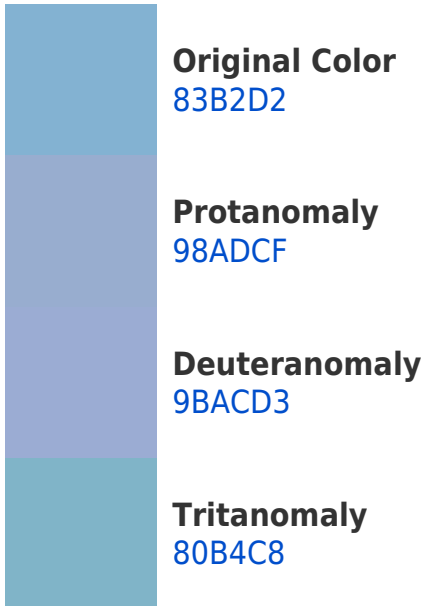 Original Color
83B2D2
Protanomaly
98ADCF
Deuteranomaly
9BACD3
Tritanomaly
80B4C8